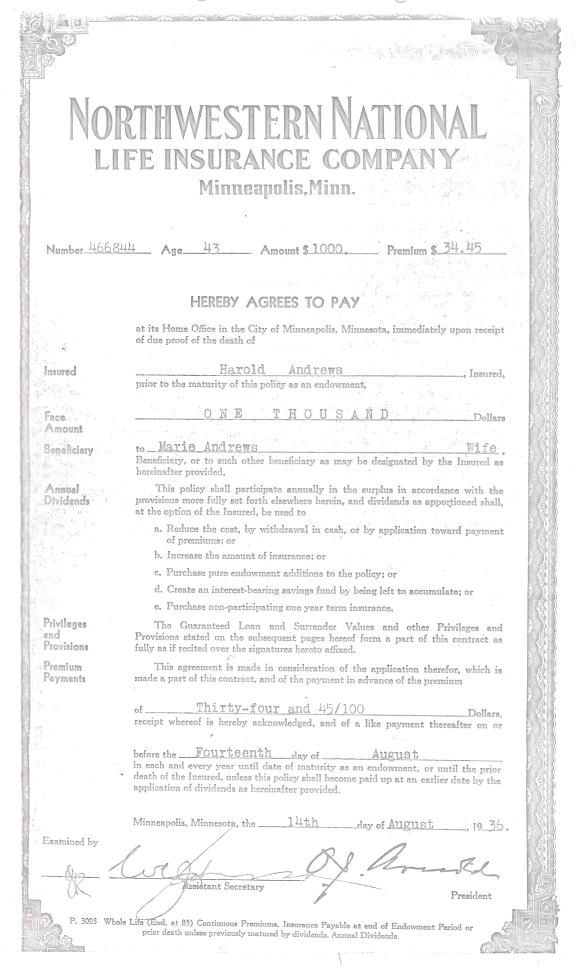 NORTHWESTERN NATIONAL
LIFE INSURANCE COMPANY
Minneapolis, Minn.
Number 466844 Age 43 Amount $ 1000. Premium $ 34.45
HEREBY AGREES TO PAY
at its Home Office in the City of Minneapolis, Minnesota, immediately upon receipt
of due proof of the death of
Insured Harold Andrews, Insured,
prior to the maturity of this policy as an endowment,
Face Amount ONE THOUSAND Dollars
Beneficiary to Marie Andrews Wife,
Beneficiary, or to such other beneficiary as may be designated by the Insured as
hereinafter provided.
Annual Dividends This policy shall participate annually in the surplus in accordance with the
provisions more fully set forth elsewhere herein, and dividends as apportioned shall,
at the option of the Insured, be used to
a. Reduce the cost, by withdrawal in cash, or by application toward payment
of premiums; or
b. Increase the amount of insurance; or
c. Purchase pure endowment additions to the policy; or
d. Create an interest-bearing savings fund by being left to accumulate; or
e. Purchase non-participating one year term insurance.
Privileges and Provisions The Guaranteed Loan and Surrender Values and other Privileges and
Provisions stated on the subsequent pages hereof form a part of this contract as
fully as if recited over the signatures hereto affixed.
Premium Payments This agreement is made in consideration of the application therefor, which is
made a part of this contract, and of the payment in advance of the premium
of Thirty-four and 45/100 Dollars,
receipt whereof is hereby acknowledged, and of a like payment thereafter on or
before the Fourteenth day of August
in each and every year until date of maturity as an endowment, or until the prior
death of the Insured, unless this policy shall become paid up at an earlier date by the
application of dividends as hereinafter provided.
Minneapolis, Minnesota, the 14th day of August, 1936.
Examined by
O. J. Arnold
Assistant Secretary
President
P. 3003 Whole Life (End. at 85) Continuous Premiums. Insurance Payable at end of Endowment Period or
prior death unless previously matured by dividends. Annual Dividends.